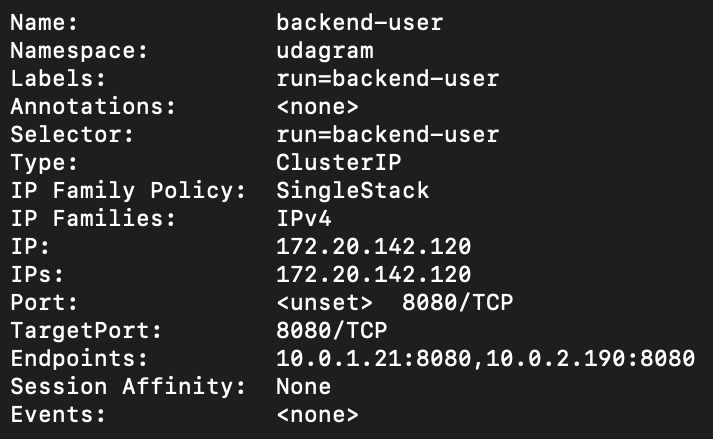 Name: backend-user
Namespace: udagram
Labels: run=backend-user
Annotations: <none>
Selector: run=backend-user
Type: ClusterIP
IP Family Policy: SingleStack
IP Families: IPv4
IP: 172.20.142.120
IPs: 172.20.142.120
Port: <unset> 8080/TCP
TargetPort: 8080/TCP
Endpoints: 10.0.1.21:8080,10.0.2.190:8080
Session Affinity: None
Events: <none>